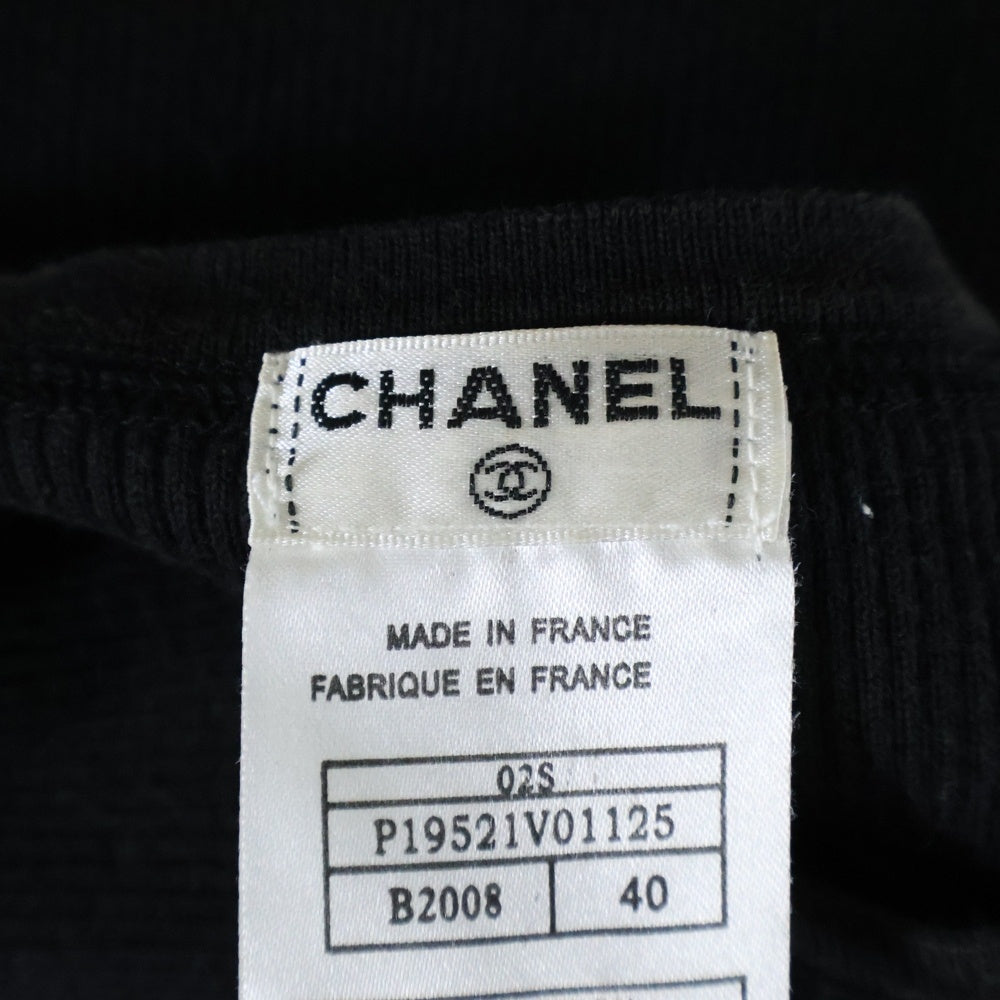 CHANEL
MADE IN FRANCE
FABRIQUE EN FRANCE
02S
P19521V01125
B2008 40